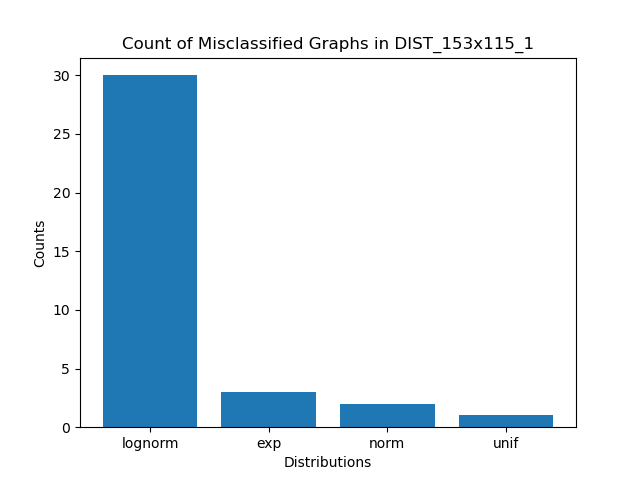 Count of Misclassified Graphs in DIST_153x115_1
30
25
20
15
10
5
0
Counts
lognorm exp norm unif
Distributions